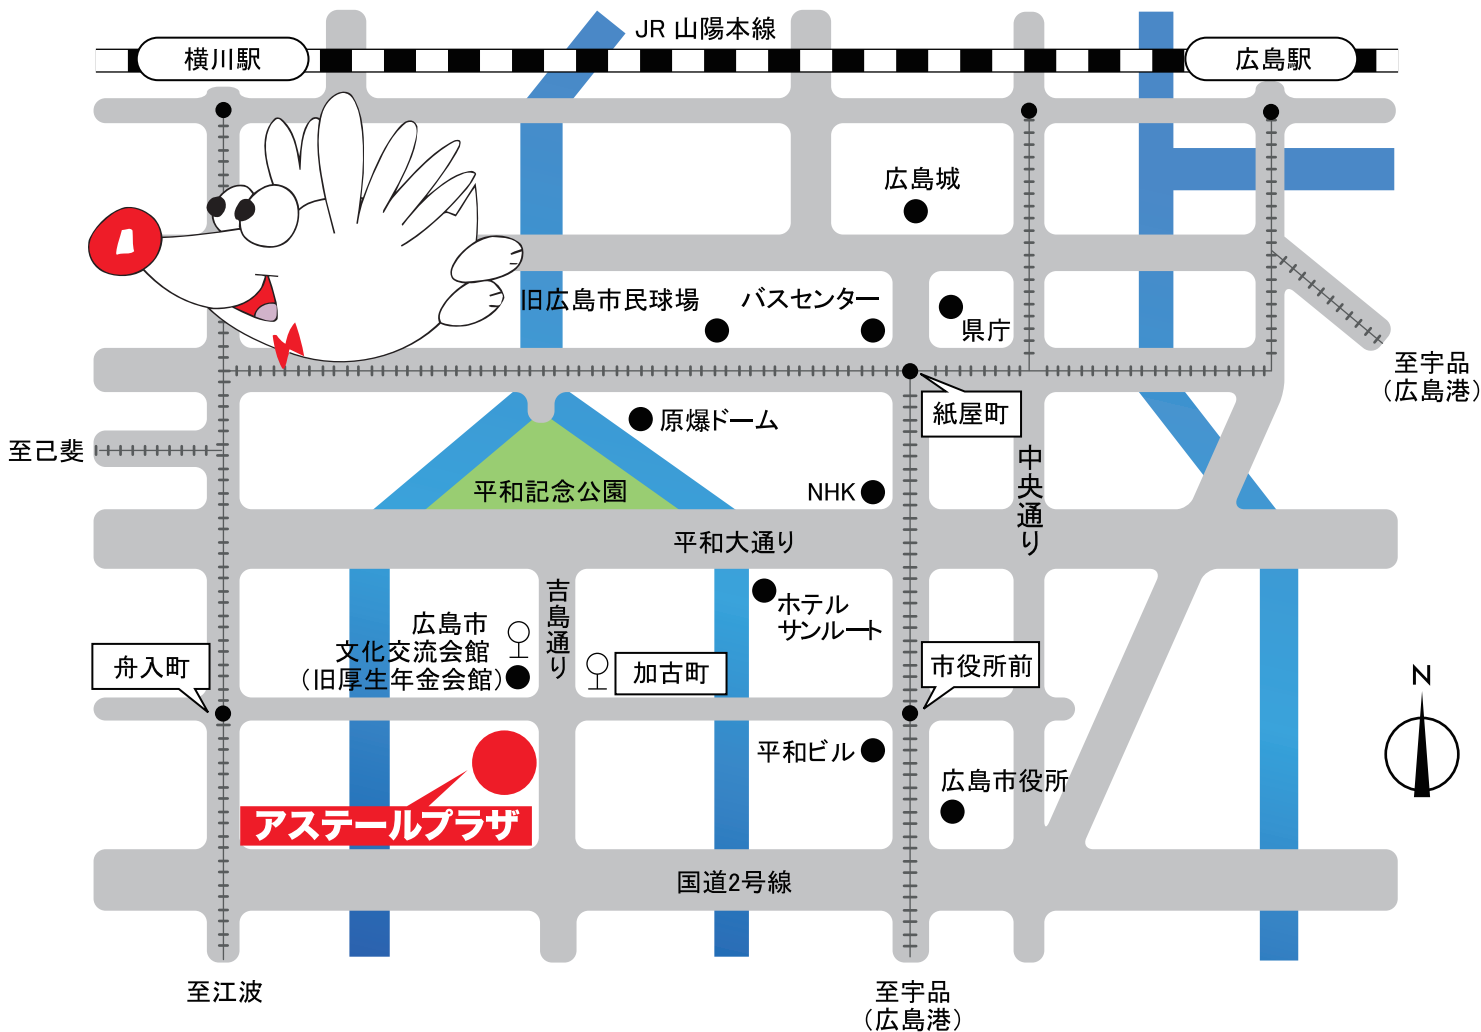 JR 山陽本線
横川駅
広島駅
広島城
旧広島市民球場
バスセンター
県庁
至宇品
（広島港）
紙屋町
原爆ドーム
至己斐
中央通り
平和記念公園
NHK
平和大通り
吉島通り
ホテル
サンルート
広島市
文化交流会館
（旧厚生年金会館）
加古町
舟入町
市役所前
N
平和ビル
広島市役所
アステールプラザ
国道2号線
至江波
至宇品
（広島港）